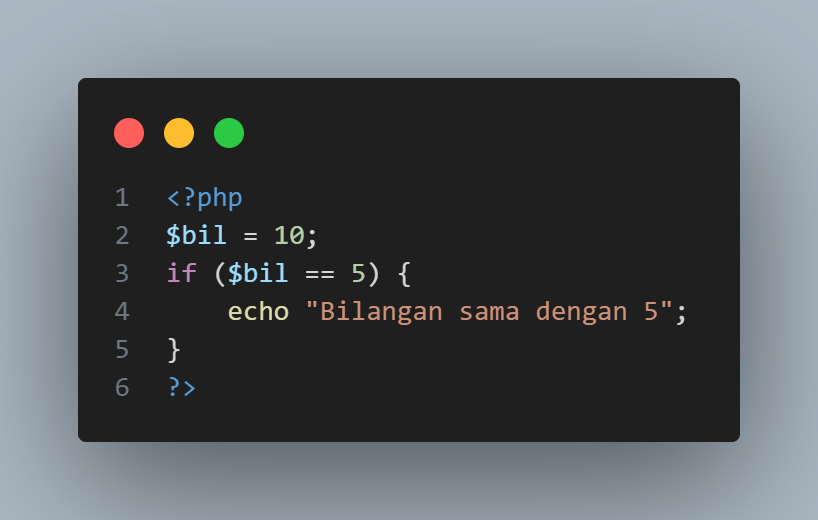 1 <?php
2 $bil = 10;
3 if ($bil == 5) {
4     echo "Bilangan sama dengan 5";
5 }
6 ?>